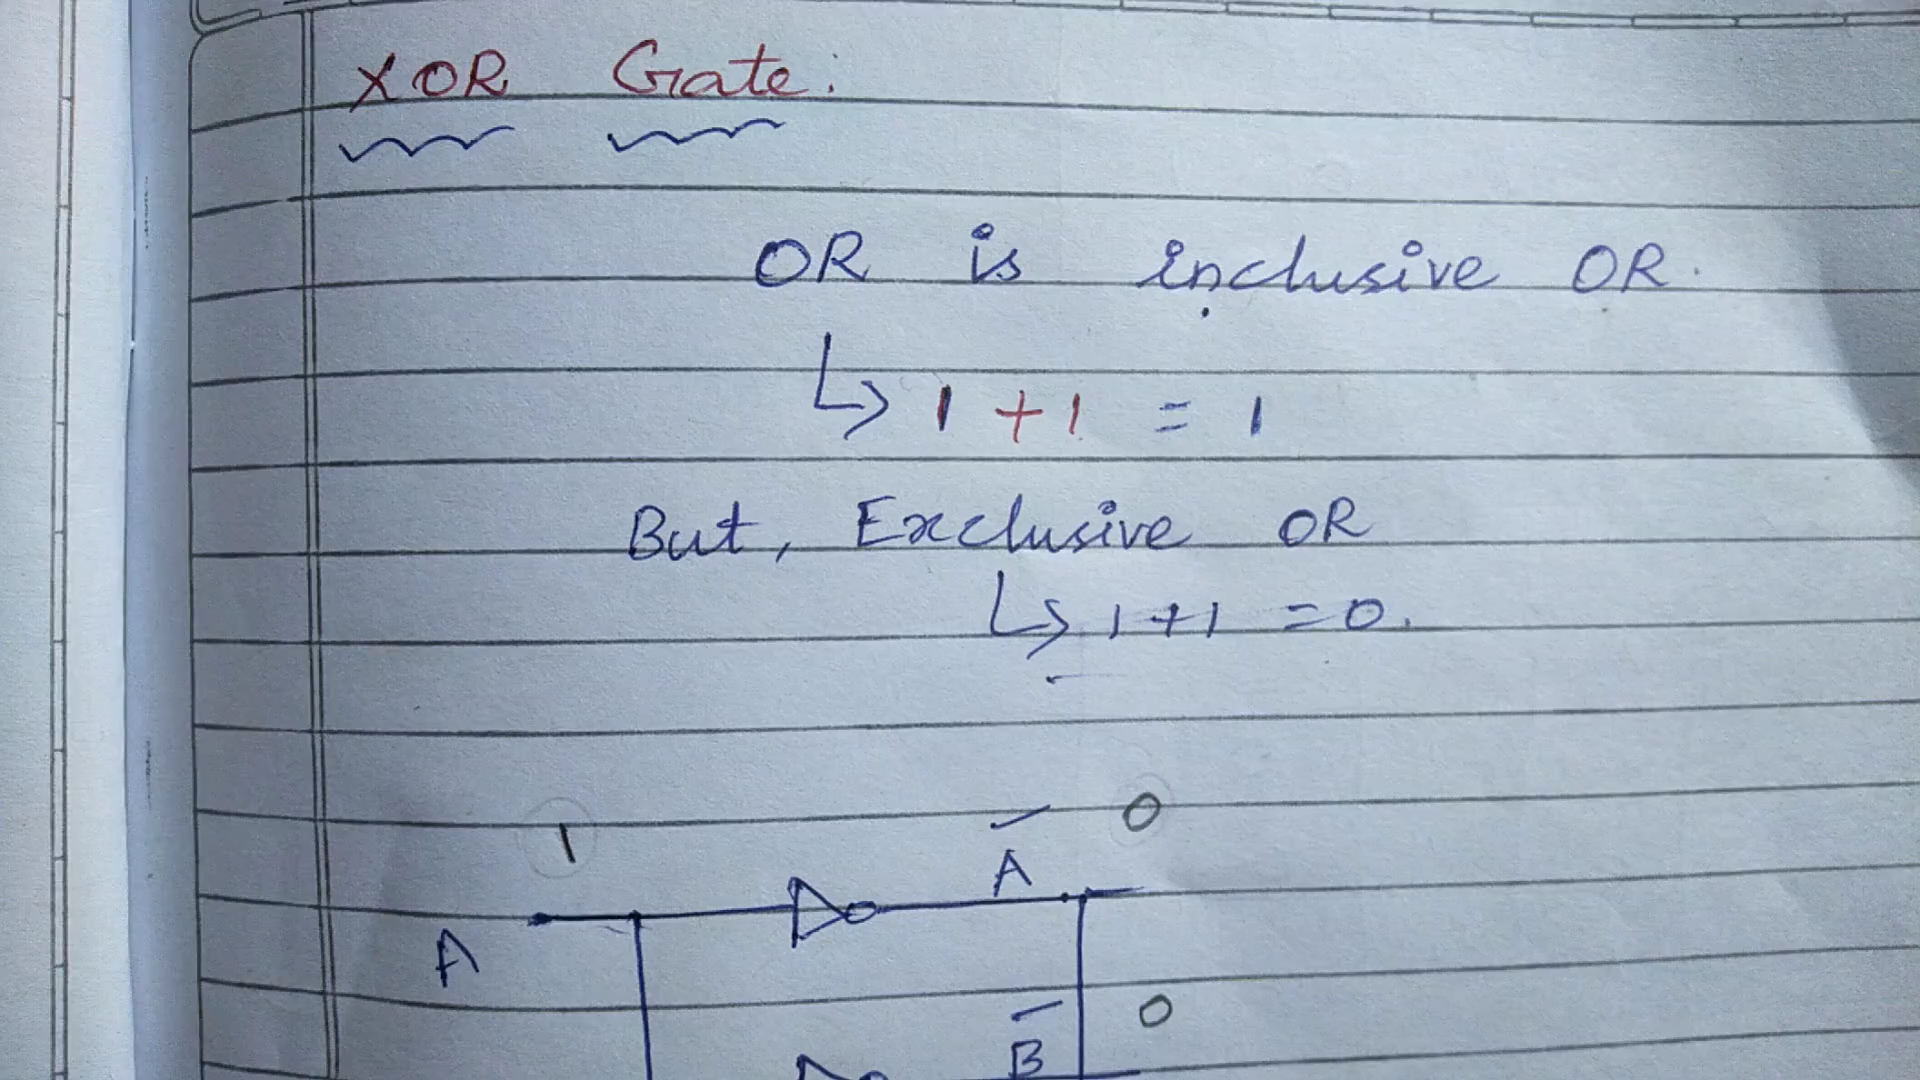 XOR Gate:
OR is inclusive OR.
↳ 1 + 1 = 1
But, Exclusive OR
↳ 1 + 1 = 0.
1 A̅ 0
A
B̅ 0